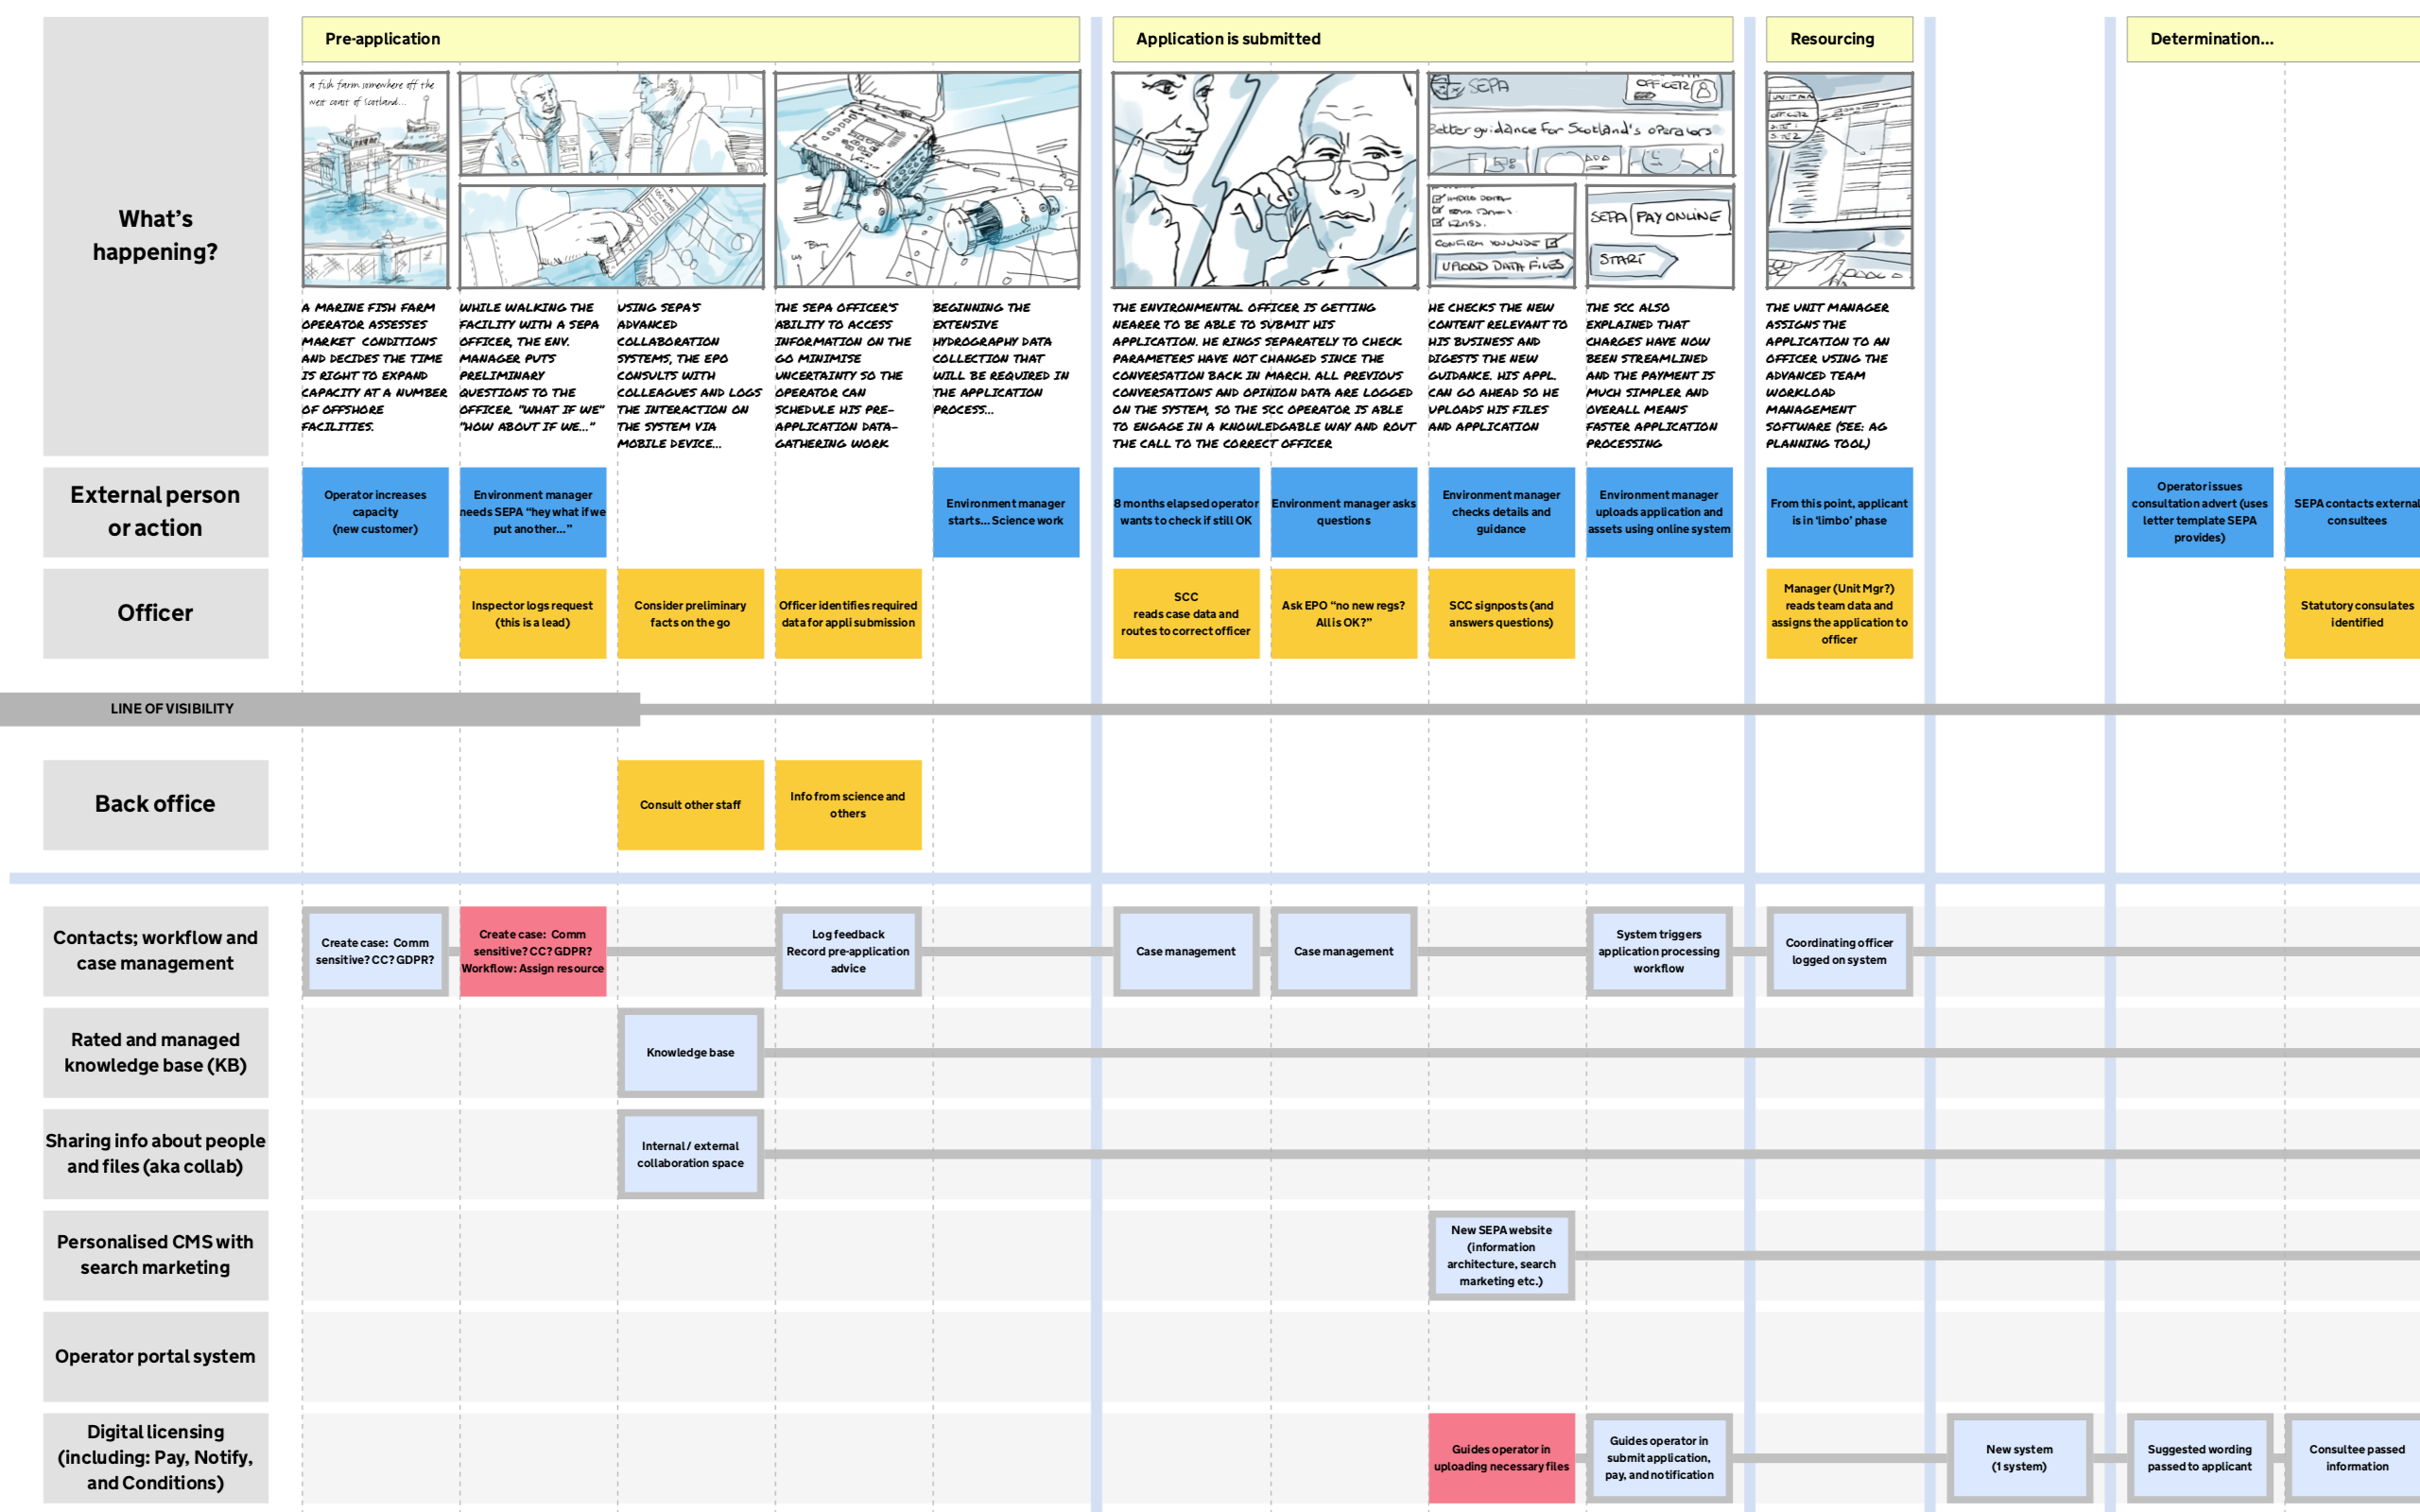 Pre-application
Application is submitted
Resourcing
Determination...
What's
happening?
a fish farm somewhere off the
west coast of Scotland...
SEPA
OFFICER
Better guidance for Scotland's operators
HYDRO DATA
CONFIRM
UPLOAD DATA FILES
SEPA PAY ONLINE
START
A MARINE FISH FARM
OPERATOR ASSESSES
MARKET CONDITIONS
AND DECIDES THE TIME
IS RIGHT TO EXPAND
CAPACITY AT A NUMBER
OF OFFSHORE
FACILITIES.
WHILE WALKING THE
FACILITY WITH A SEPA
OFFICER, THE ENV.
MANAGER PUTS
PRELIMINARY
QUESTIONS TO THE
OFFICER. "WHAT IF WE"
"HOW ABOUT IF WE..."
USING SEPA'S
ADVANCED
COLLABORATION
SYSTEMS, THE EPO
CONSULTS WITH
COLLEAGUES AND LOGS
THE INTERACTION ON
THE SYSTEM VIA
MOBILE DEVICE...
THE SEPA OFFICER'S
ABILITY TO ACCESS
INFORMATION ON THE
GO MINIMISE
UNCERTAINTY SO THE
OPERATOR CAN
SCHEDULE HIS PRE-
APPLICATION DATA-
GATHERING WORK
BEGINNING THE
EXTENSIVE
HYDROGRAPHY DATA
COLLECTION THAT
WILL BE REQUIRED IN
THE APPLICATION
PROCESS...
THE ENVIRONMENTAL OFFICER IS GETTING
NEARER TO BE ABLE TO SUBMIT HIS
APPLICATION. HE RINGS SEPARATELY TO CHECK
PARAMETERS HAVE NOT CHANGED SINCE THE
CONVERSATION BACK IN MARCH. ALL PREVIOUS
CONVERSATIONS AND OPINION DATA ARE LOGGED
ON THE SYSTEM, SO THE SCC OPERATOR IS ABLE
TO ENGAGE IN A KNOWLEDGABLE WAY AND ROUT
THE CALL TO THE CORRECT OFFICER
HE CHECKS THE NEW
CONTENT RELEVANT TO
HIS BUSINESS AND
DIGESTS THE NEW
GUIDANCE. HIS APPL.
CAN GO AHEAD SO HE
UPLOADS HIS FILES
AND APPLICATION
THE SCC ALSO
EXPLAINED THAT
CHARGES HAVE NOW
BEEN STREAMLINED
AND THE PAYMENT IS
MUCH SIMPLER AND
OVERALL MEANS
FASTER APPLICATION
PROCESSING
THE UNIT MANAGER
ASSIGNS THE
APPLICATION TO AN
OFFICER USING THE
ADVANCED TEAM
WORKLOAD
MANAGEMENT
SOFTWARE (SEE: AG
PLANNING TOOL)
External person
or action
Operator increases
capacity
(new customer)
Environment manager
needs SEPA "hey what if we
put another..."
Environment manager
starts... Science work
8 months elapsed operator
wants to check if still OK
Environment manager asks
questions
Environment manager
checks details and
guidance
Environment manager
uploads application and
assets using online system
From this point, applicant
is in 'limbo' phase
Operator issues
consultation advert (uses
letter template SEPA
provides)
SEPA contacts external
consultees
Officer
Inspector logs request
(this is a lead)
Consider preliminary
facts on the go
Officer identifies required
data for appli submission
SCC
reads case data and
routes to correct officer
Ask EPO "no new regs?
All is OK?"
SCC signposts (and
answers questions)
Manager (Unit Mgr?)
reads team data and
assigns the application to
officer
Statutory consulates
identified
LINE OF VISIBILITY
Back office
Consult other staff
Info from science and
others
Contacts; workflow and
case management
Create case: Comm
sensitive? CC? GDPR?
Create case: Comm
sensitive? CC? GDPR?
Workflow: Assign resource
Log feedback
Record pre-application
advice
Case management
Case management
System triggers
application processing
workflow
Coordinating officer
logged on system
Rated and managed
knowledge base (KB)
Knowledge base
Sharing info about people
and files (aka collab)
Internal / external
collaboration space
Personalised CMS with
search marketing
New SEPA website
(information
architecture, search
marketing etc.)
Operator portal system
Digital licensing
(including: Pay, Notify,
and Conditions)
Guides operator in
uploading necessary files
Guides operator in
submit application,
pay, and notification
New system
(1 system)
Suggested wording
passed to applicant
Consultee passed
information